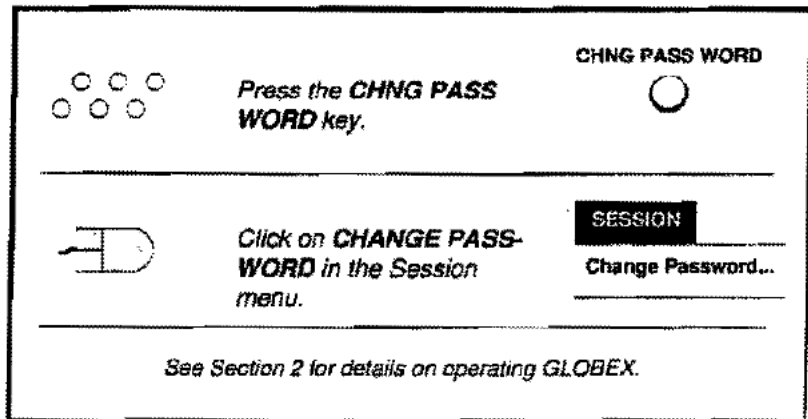 CHNG PASS WORD
Press the CHNG PASS
WORD key.
SESSION
Click on CHANGE PASS-
WORD in the Session
menu.
Change Password...
See Section 2 for details on operating GLOBEX.